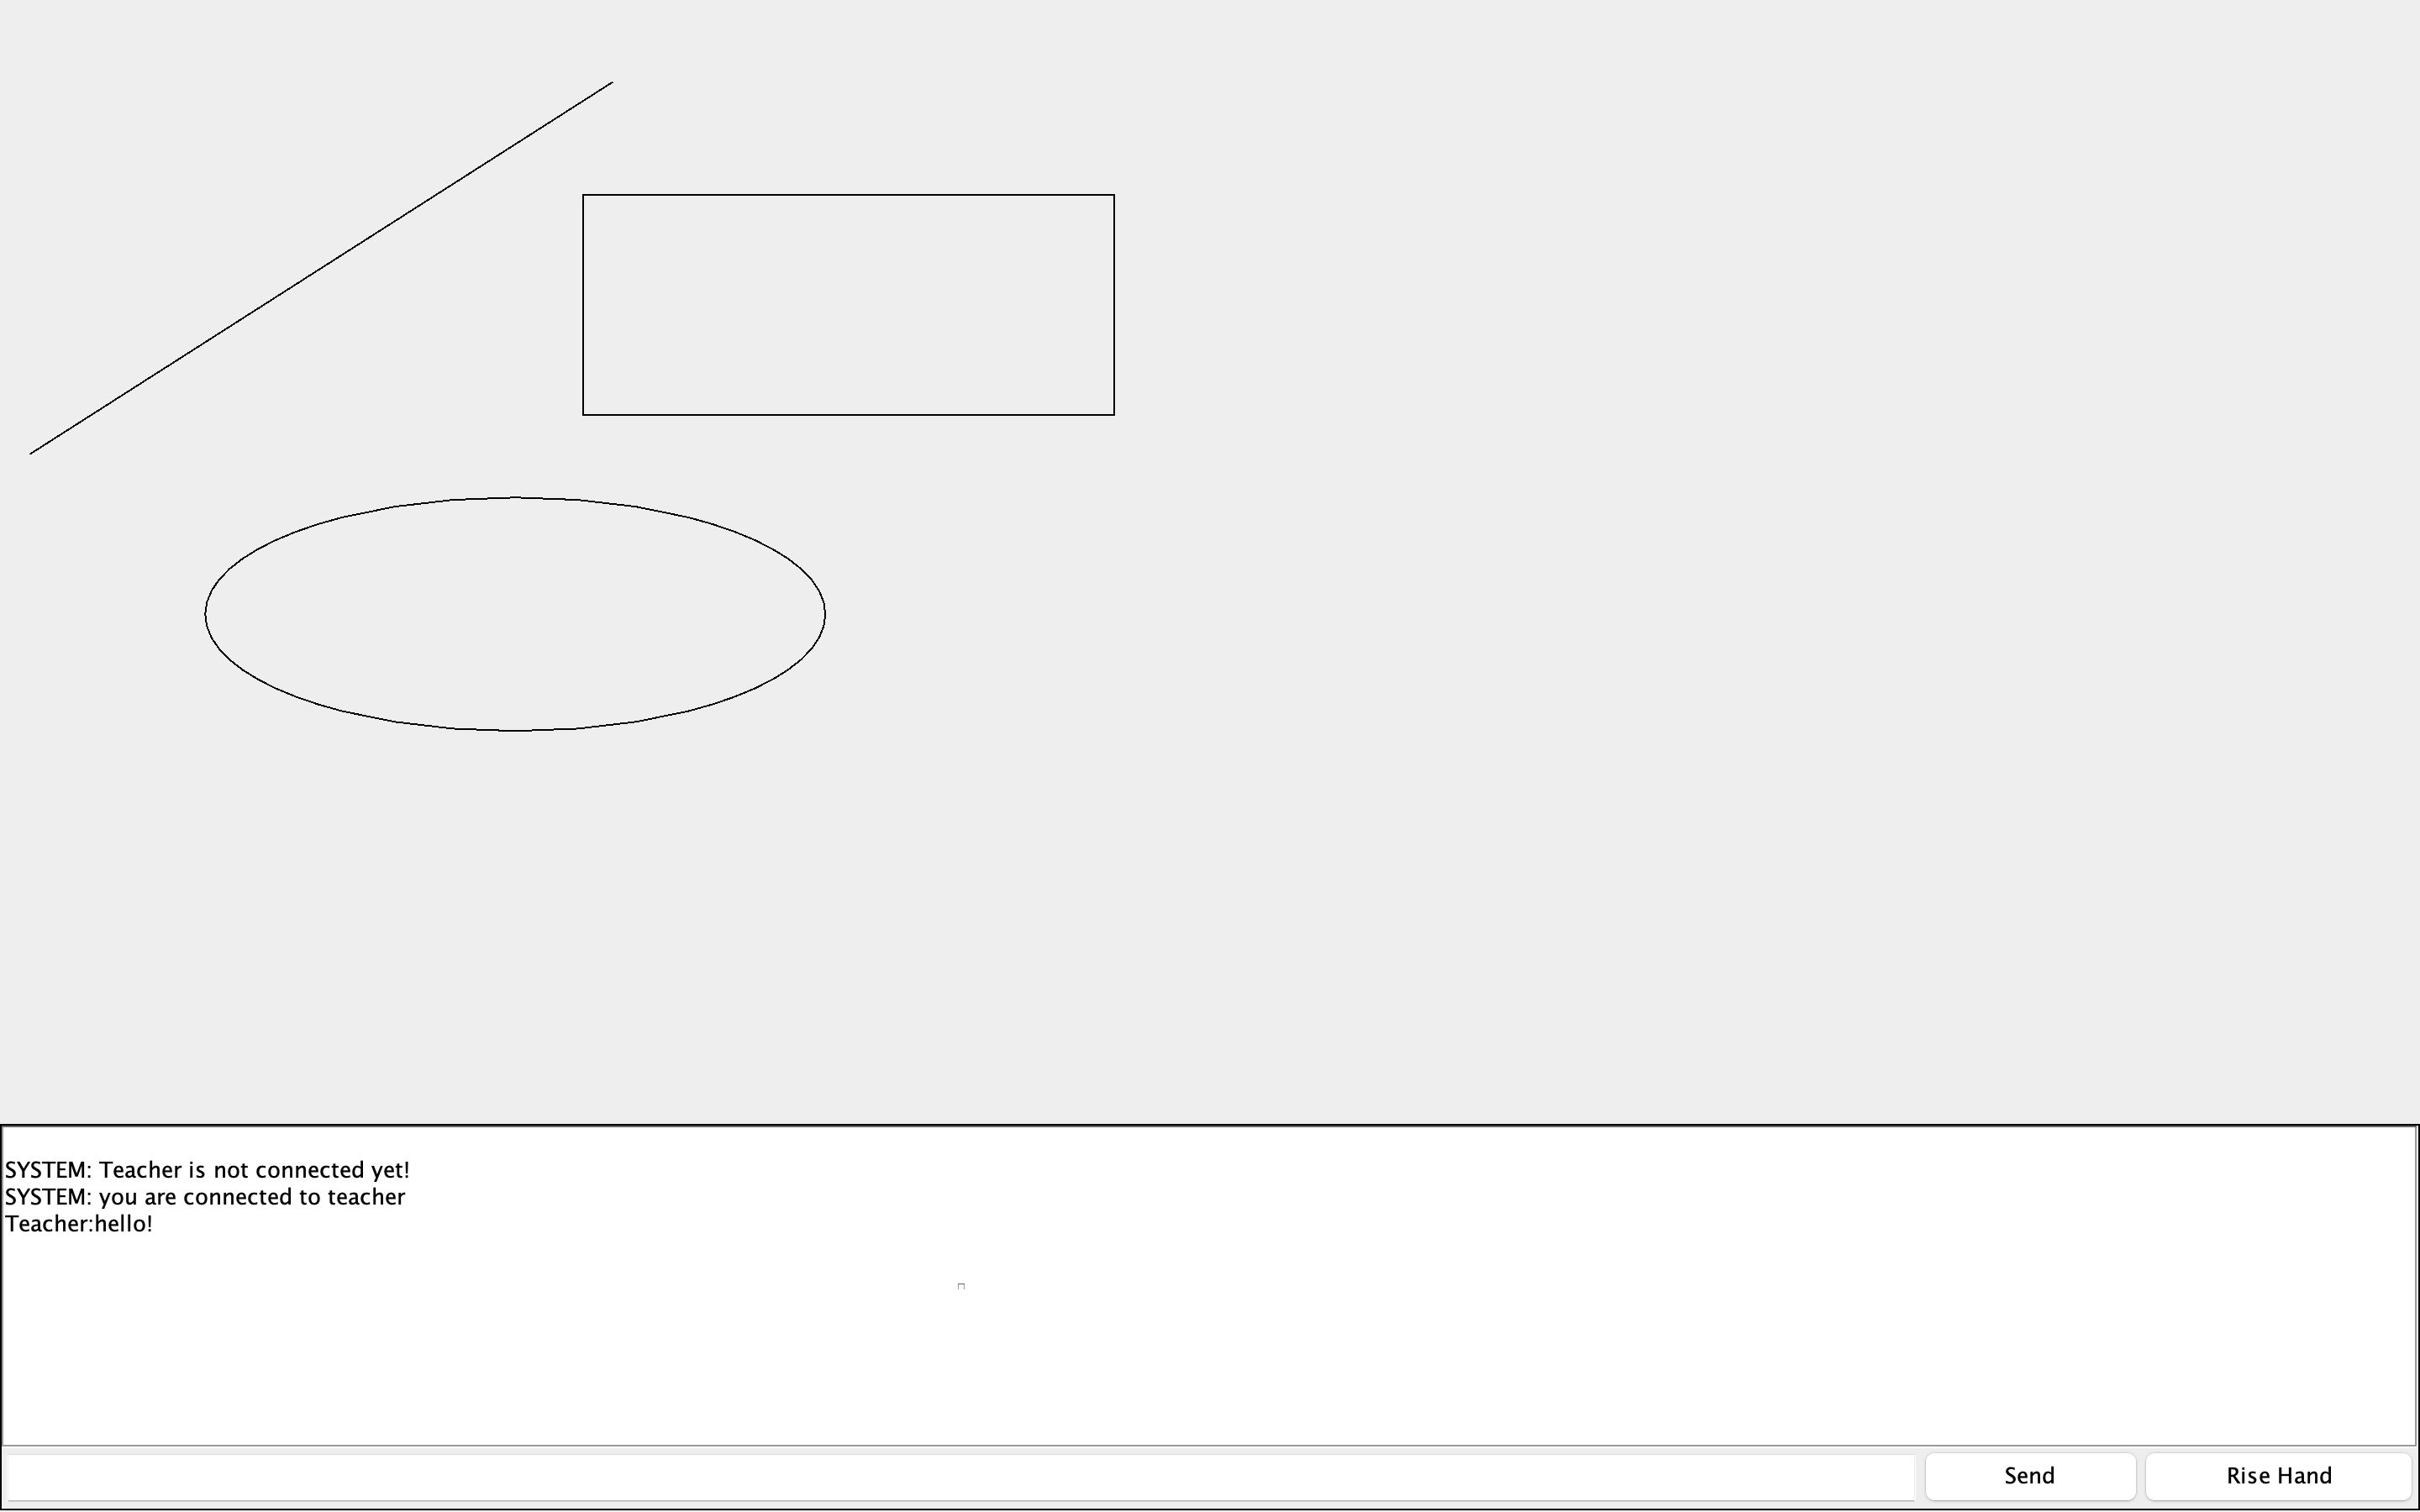 SYSTEM: Teacher is not connected yet!
SYSTEM: you are connected to teacher
Teacher:hello!
Send
Rise Hand